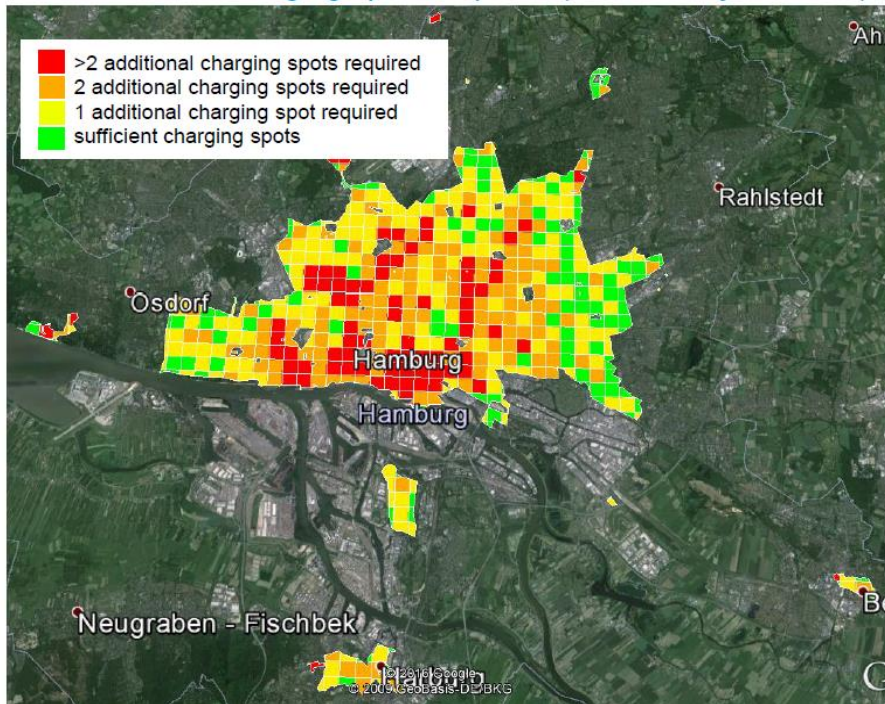 >2 additional charging spots required
2 additional charging spots required
1 additional charging spot required
sufficient charging spots
Rahlstedt
Osdorf
Hamburg
Hamburg
Neugraben - Fischbek
Harburg
© 2016 Google
© 2009 GeoBasis-DE/BKG